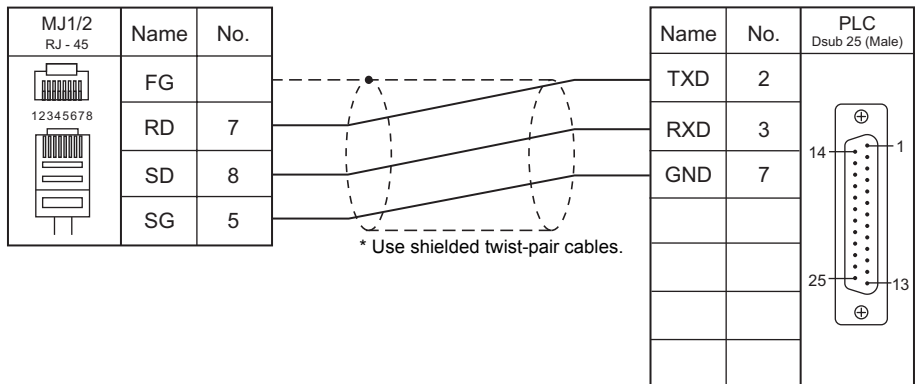 MJ1/2
RJ - 45
Name
No.
FG
RD
7
SD
8
SG
5
12345678
* Use shielded twist-pair cables.
Name
No.
PLC
Dsub 25 (Male)
TXD
2
RXD
3
GND
7
14
1
25
13